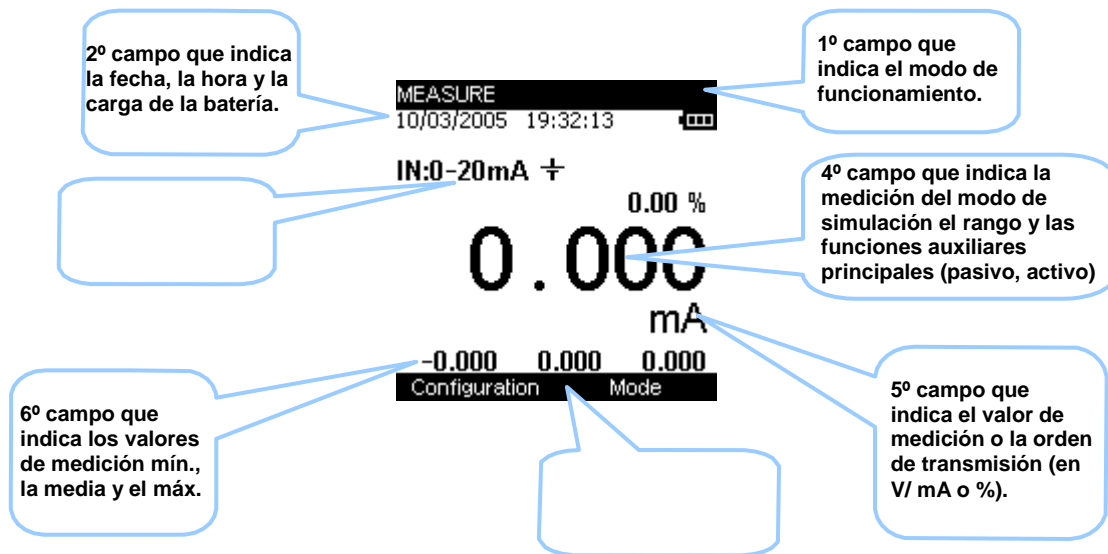 2º campo que indica
la fecha, la hora y la
carga de la batería.
1º campo que
indica el modo de
funcionamiento.
MEASURE
10/03/2005 19:32:13
IN:0-20mA
0.00 %
0.000
mA
-0.000 0.000 0.000
Configuration Mode
4º campo que indica la
medición del modo de
simulación el rango y las
funciones auxiliares
principales (pasivo, activo)
6º campo que
indica los valores
de medición mín.,
la media y el máx.
5º campo que
indica el valor de
medición o la orden
de transmisión (en
V/ mA o %).